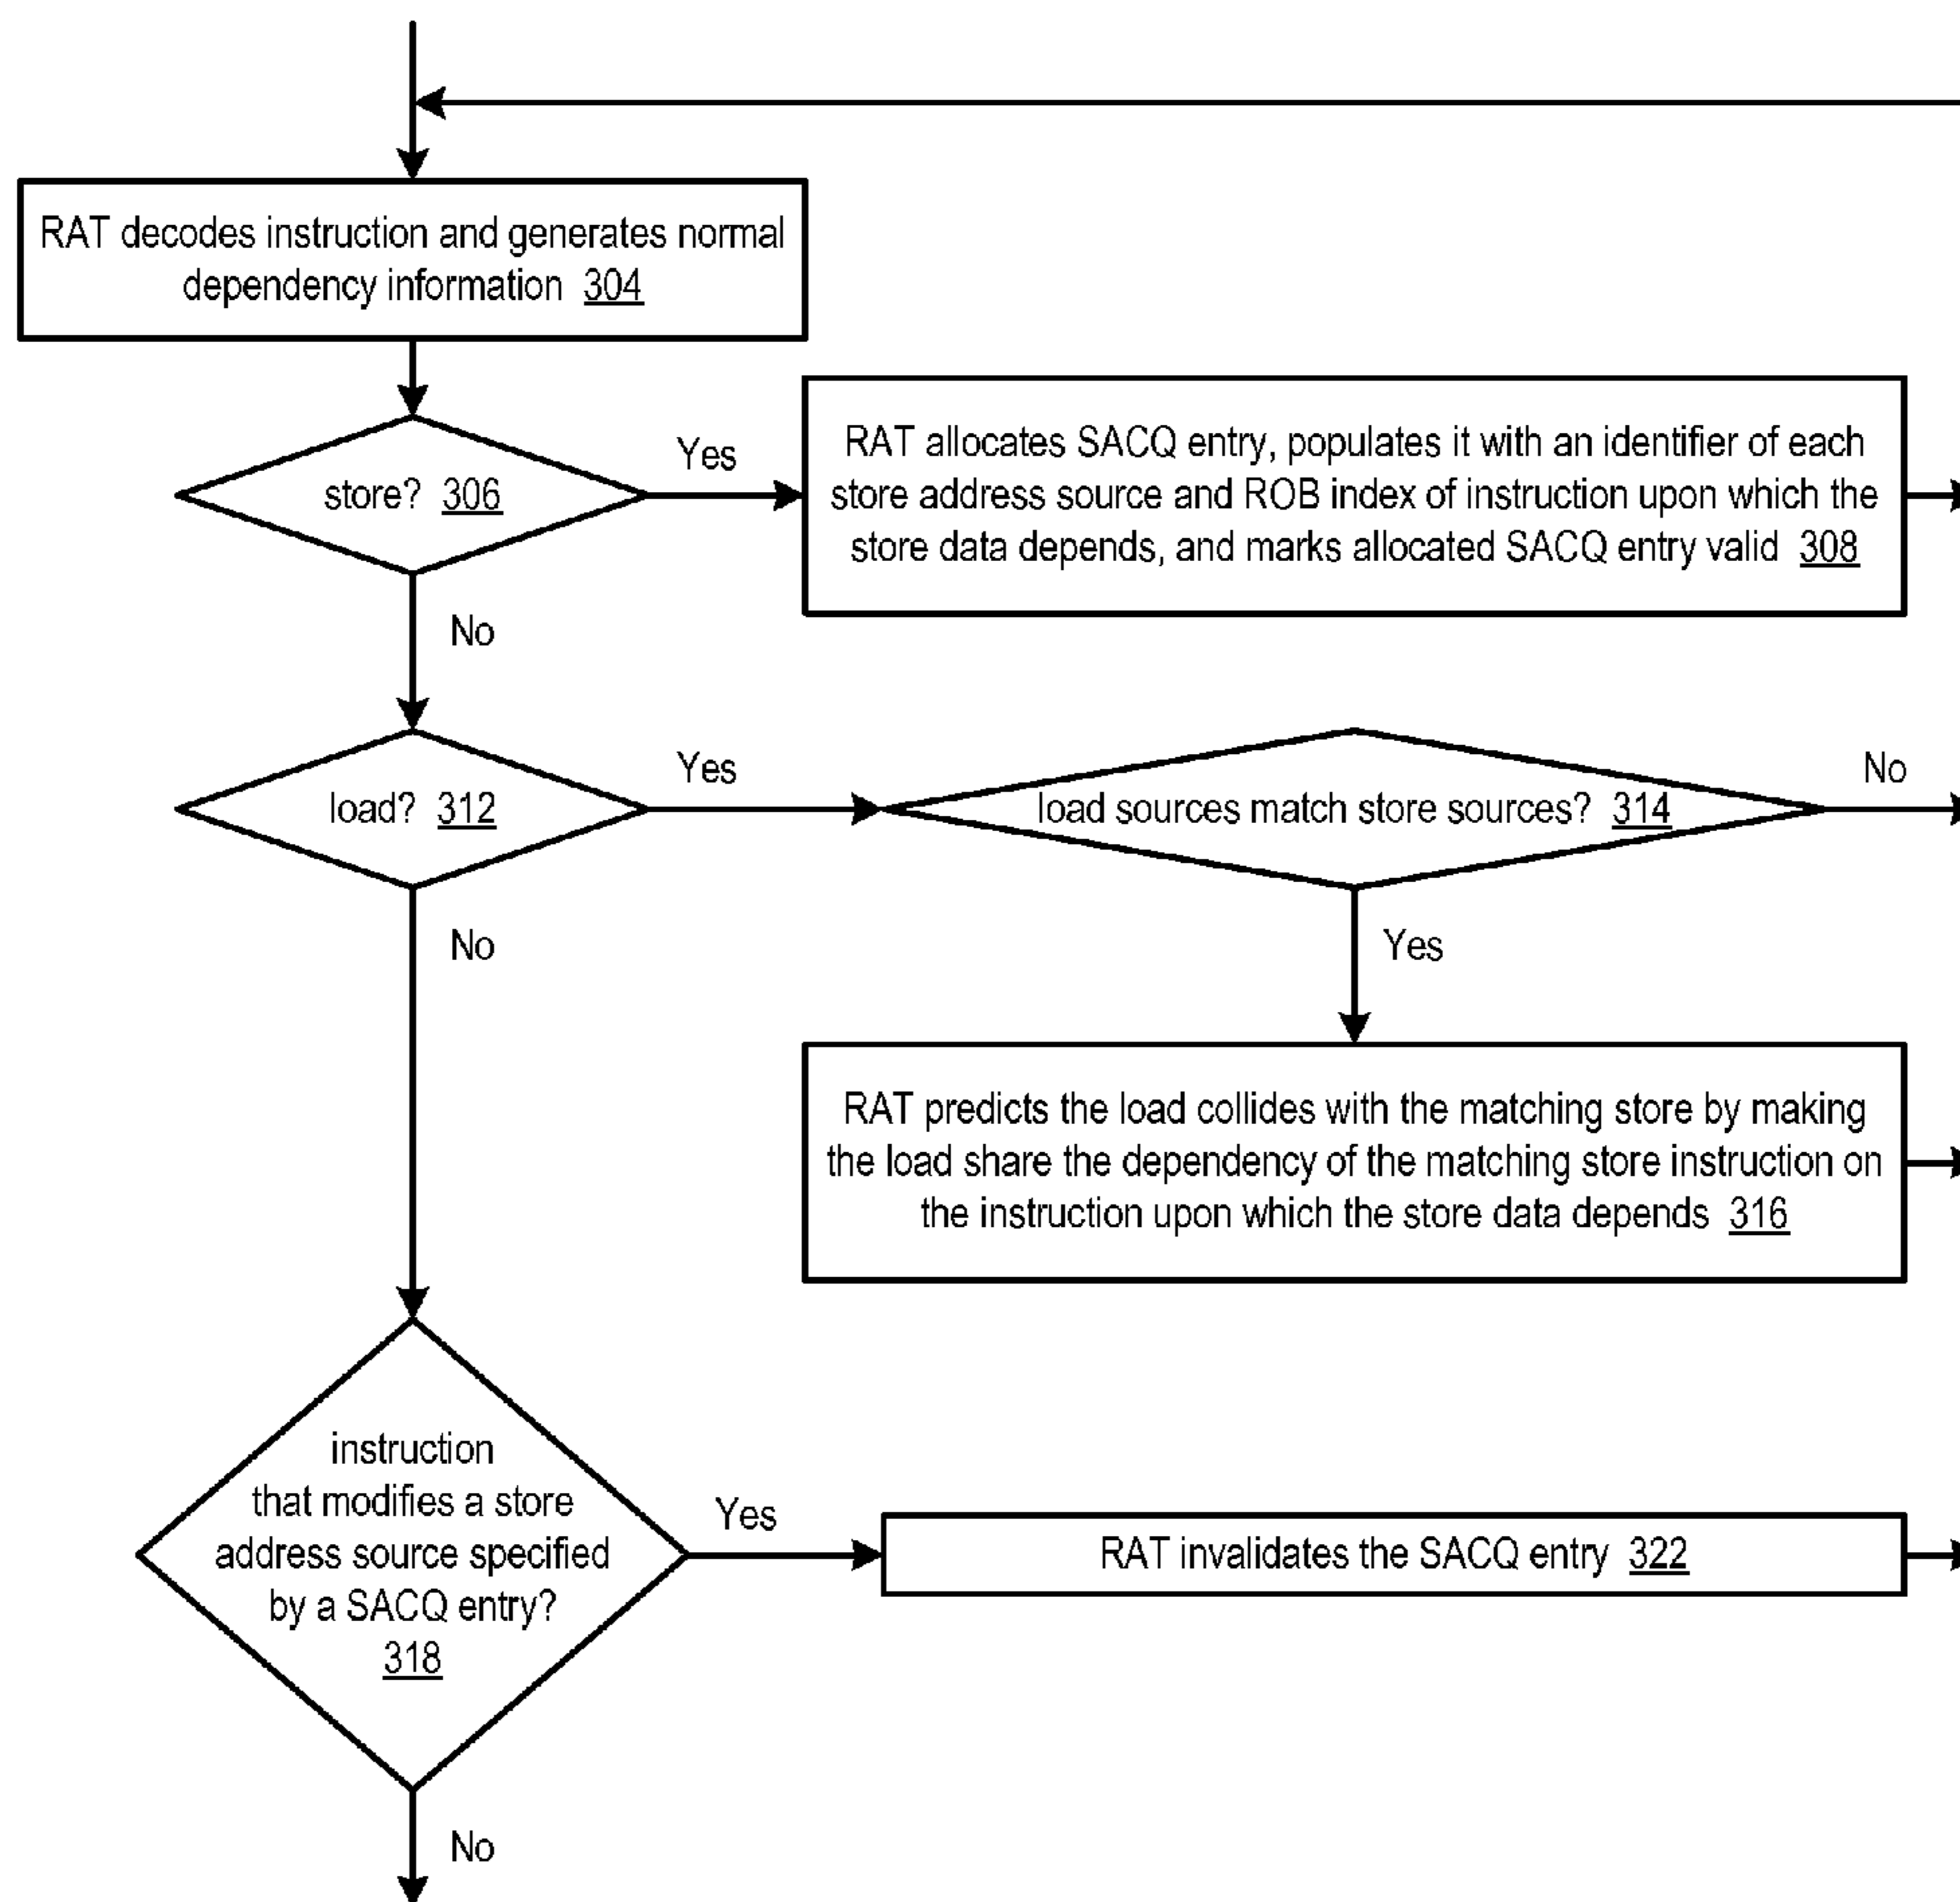 RAT decodes instruction and generates normal
dependency information 304
store? 306
Yes
RAT allocates SACQ entry, populates it with an identifier of each
store address source and ROB index of instruction upon which the
store data depends, and marks allocated SACQ entry valid 308
No
load? 312
Yes
load sources match store sources? 314
No
No
Yes
RAT predicts the load collides with the matching store by making
the load share the dependency of the matching store instruction on
the instruction upon which the store data depends 316
instruction
that modifies a store
address source specified
by a SACQ entry?
318
Yes
RAT invalidates the SACQ entry 322
No